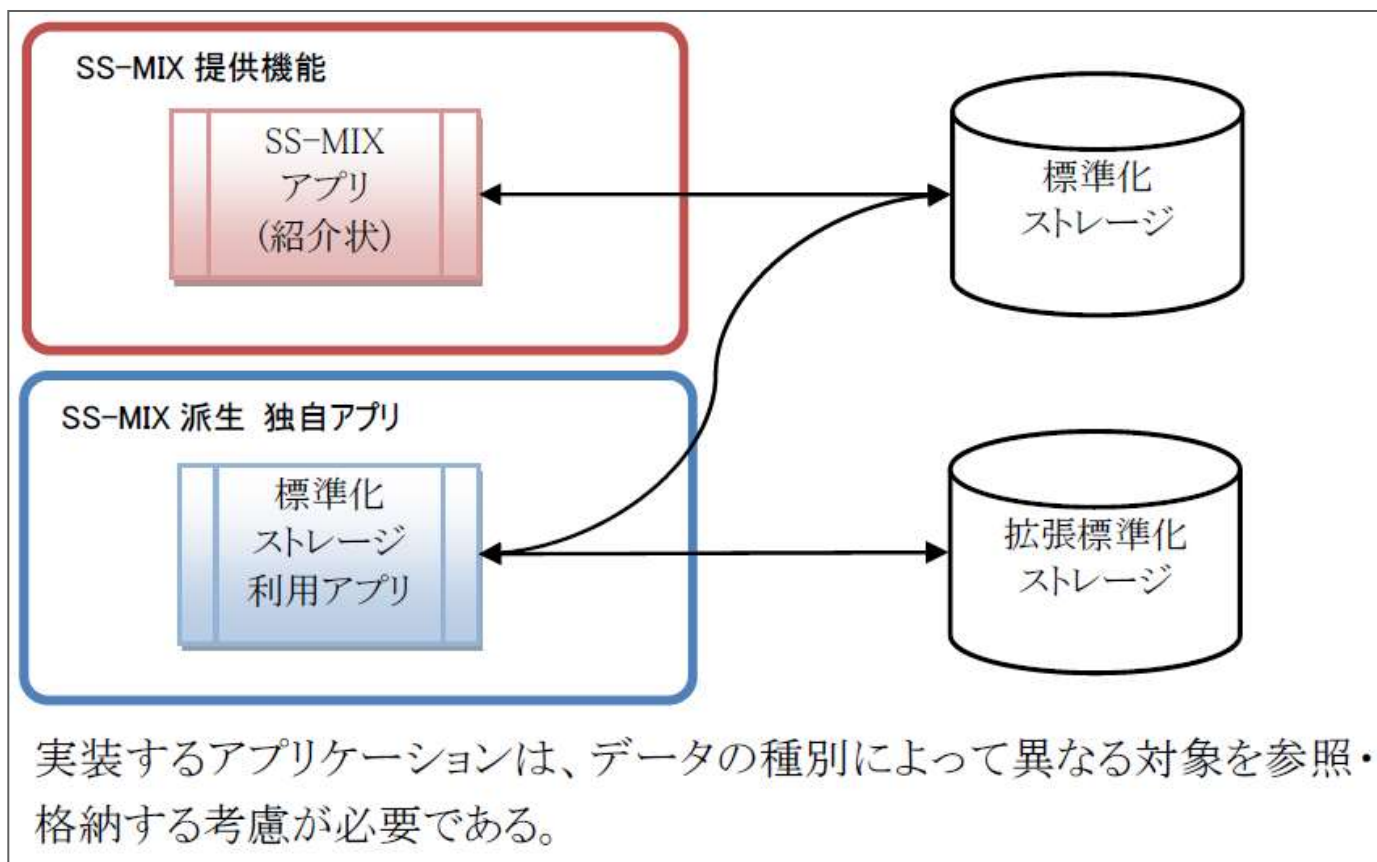 SS-MIX 提供機能
SS-MIX
アプリ
(紹介状)
標準化
ストレージ
SS-MIX 派生 独自アプリ
標準化
ストレージ
利用アプリ
拡張標準化
ストレージ
実装するアプリケーションは、データの種別によって異なる対象を参照・
格納する考慮が必要である。